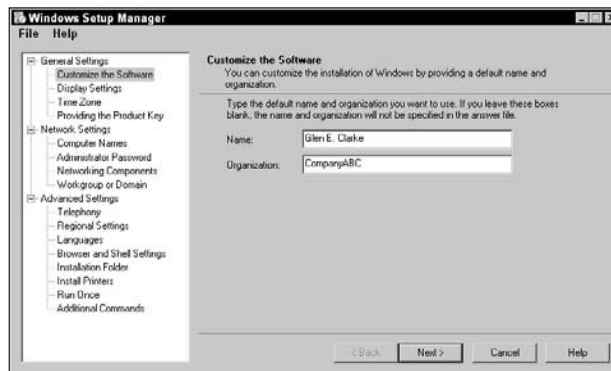 Windows Setup Manager
File Help
General Settings
Customize the Software
Display Settings
Time Zone
Providing the Product Key
Network Settings
Computer Names
Administrator Password
Networking Components
Workgroup or Domain
Advanced Settings
Telephony
Regional Settings
Languages
Browser and Shell Settings
Installation Folder
Install Printers
Run Once
Additional Commands
Customize the Software
You can customize the installation of Windows by providing a default name and
organization.
Type the default name and organization you want to use. If you leave these boxes
blank, the name and organization will not be specified in the answer file.
Name: Glen E. Clarke
Organization: CompanyABC
< Back Next > Cancel Help